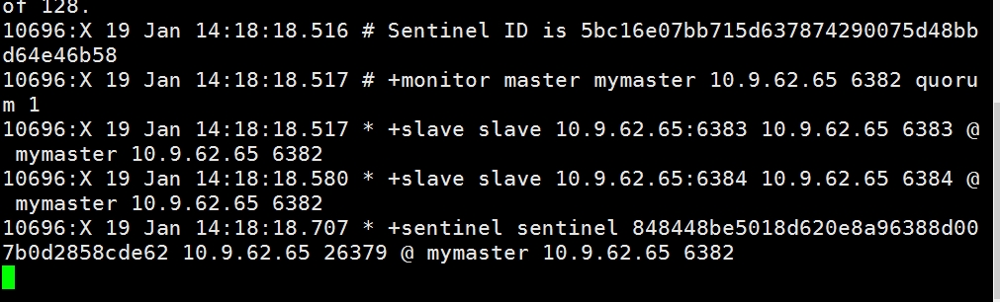 of 128.
10696:X 19 Jan 14:18:18.516 # Sentinel ID is 5bc16e07bb715d637874290075d48bb
d64e46b58
10696:X 19 Jan 14:18:18.517 # +monitor master mymaster 10.9.62.65 6382 quoru
m 1
10696:X 19 Jan 14:18:18.517 * +slave slave 10.9.62.65:6383 10.9.62.65 6383 @
 mymaster 10.9.62.65 6382
10696:X 19 Jan 14:18:18.580 * +slave slave 10.9.62.65:6384 10.9.62.65 6384 @
 mymaster 10.9.62.65 6382
10696:X 19 Jan 14:18:18.707 * +sentinel sentinel 848448be5018d620e8a96388d00
7b0d2858cde62 10.9.62.65 26379 @ mymaster 10.9.62.65 6382